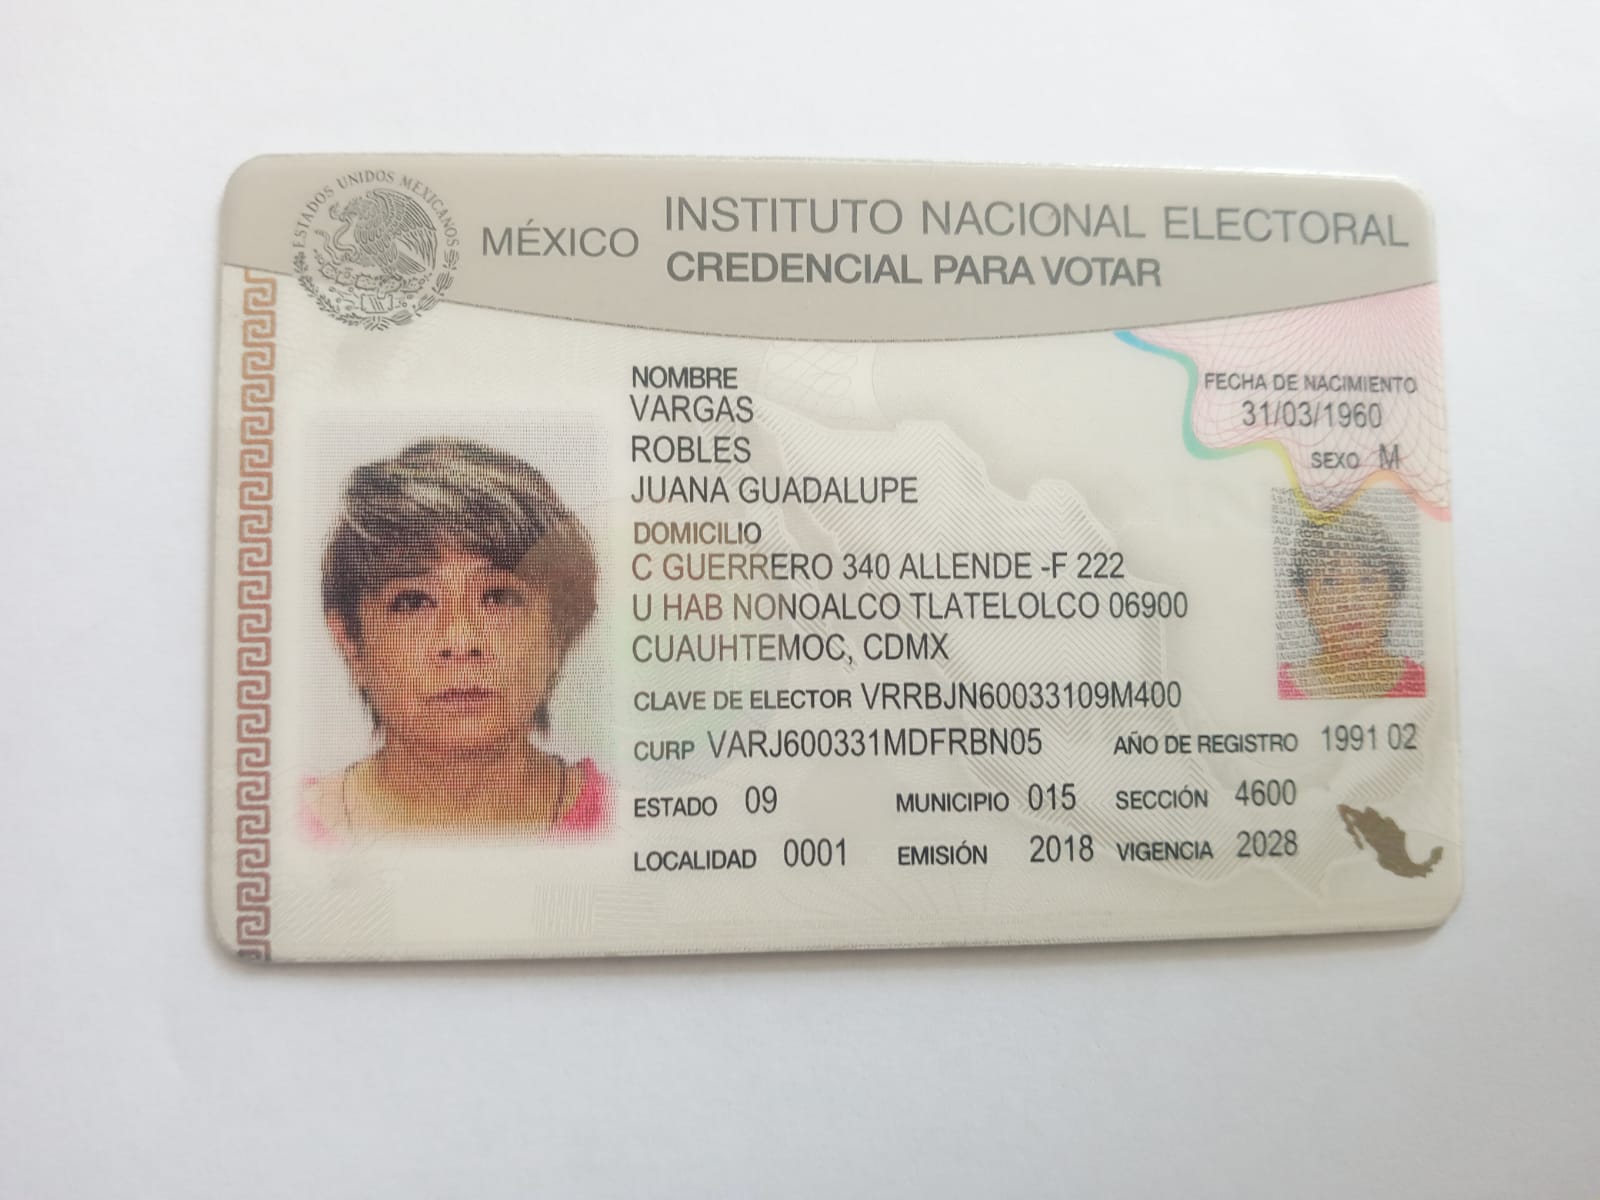 ESTADOS UNIDOS MEXICANOS
MÉXICO
INSTITUTO NACIONAL ELECTORAL
CREDENCIAL PARA VOTAR
NOMBRE
VARGAS
ROBLES
JUANA GUADALUPE
FECHA DE NACIMIENTO
31/03/1960
SEXO M
DOMICILIO
C GUERRERO 340 ALLENDE -F 222
U HAB NONOALCO TLATELOLCO 06900
CUAUHTEMOC, CDMX
CLAVE DE ELECTOR VRRBJN60033109M400
CURP VARJ600331MDFRBN05 AÑO DE REGISTRO 1991 02
ESTADO 09 MUNICIPIO 015 SECCIÓN 4600
LOCALIDAD 0001 EMISIÓN 2018 VIGENCIA 2028